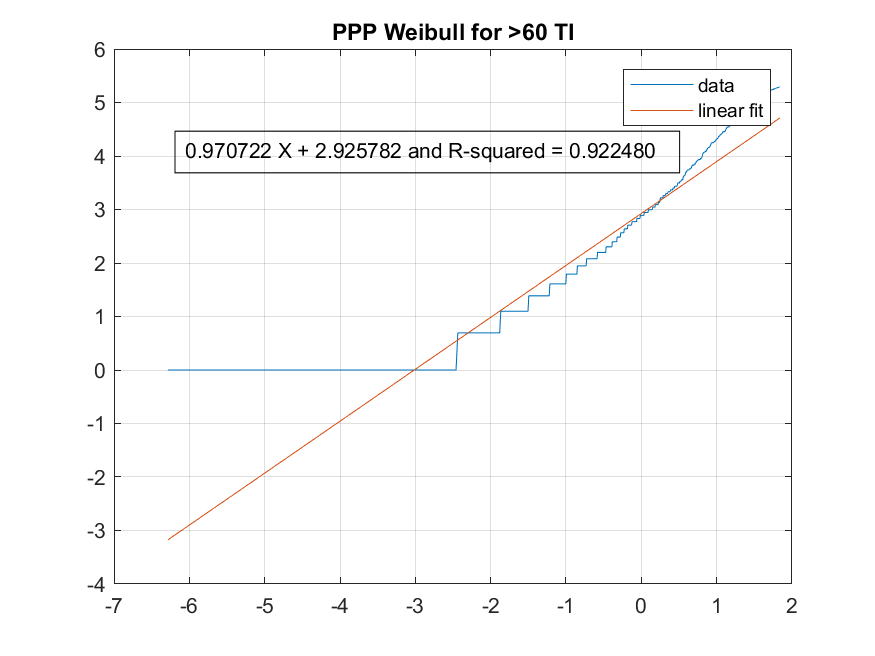 PPP Weibull for >60 TI
6
5
4
3
2
1
0
-1
-2
-3
-4
data
linear fit
0.970722 X + 2.925782 and R-squared = 0.922480
-7 -6 -5 -4 -3 -2 -1 0 1 2